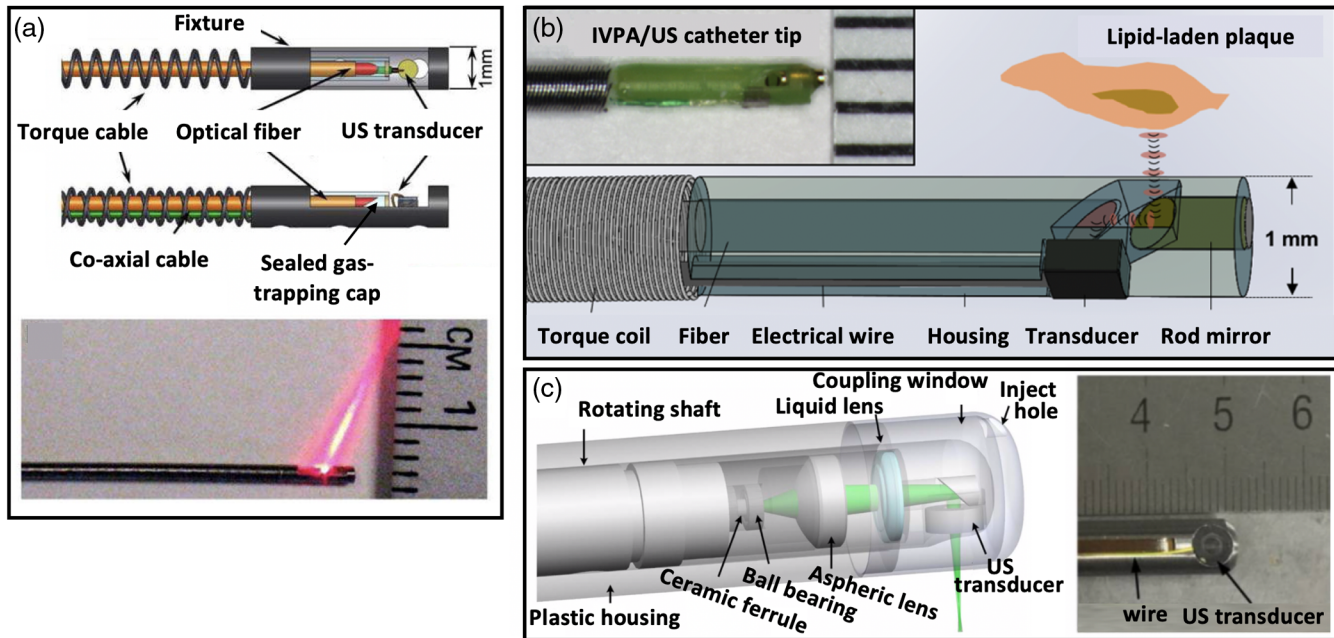 (a)
Fixture
1mm
Torque cable
Optical fiber
US transducer
Co-axial cable
Sealed gas-
trapping cap
CM
1
(b)
IVPA/US catheter tip
Lipid-laden plaque
1 mm
Torque coil
Fiber
Electrical wire
Housing
Transducer
Rod mirror
(c)
Coupling window
Inject
hole
Liquid lens
Rotating shaft
US
transducer
Aspheric lens
Ball bearing
Ceramic ferrule
Plastic housing
4 5 6
wire
US transducer